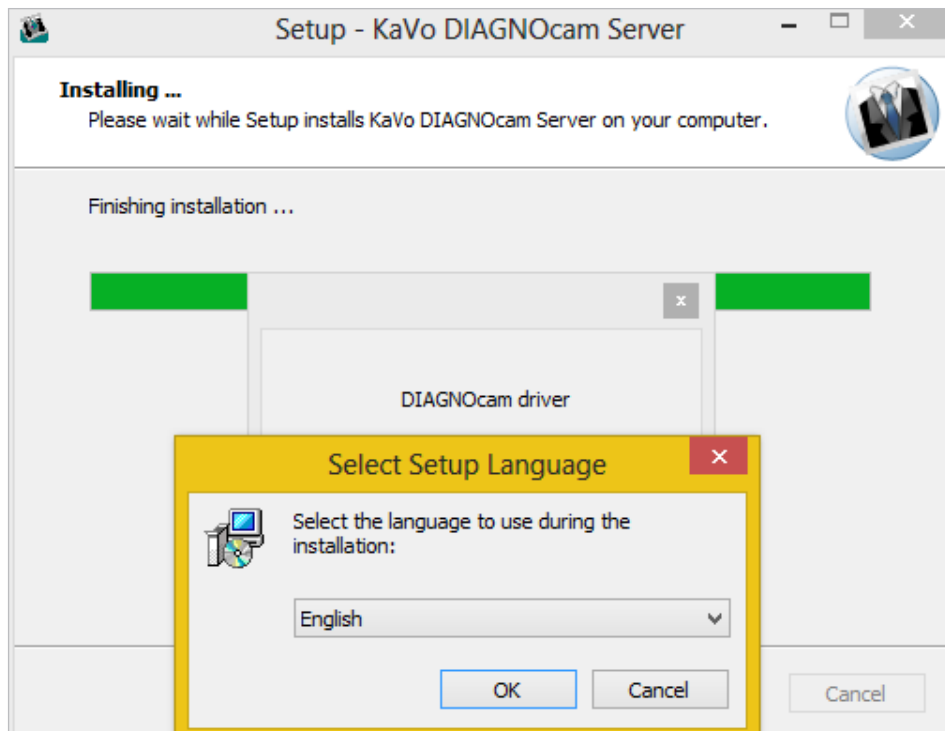 Setup - KaVo DIAGNOcam Server
Installing ...
Please wait while Setup installs KaVo DIAGNOcam Server on your computer.
Finishing installation ...
DIAGNOcam driver
Select Setup Language
Select the language to use during the
installation:
English
OK
Cancel
Cancel